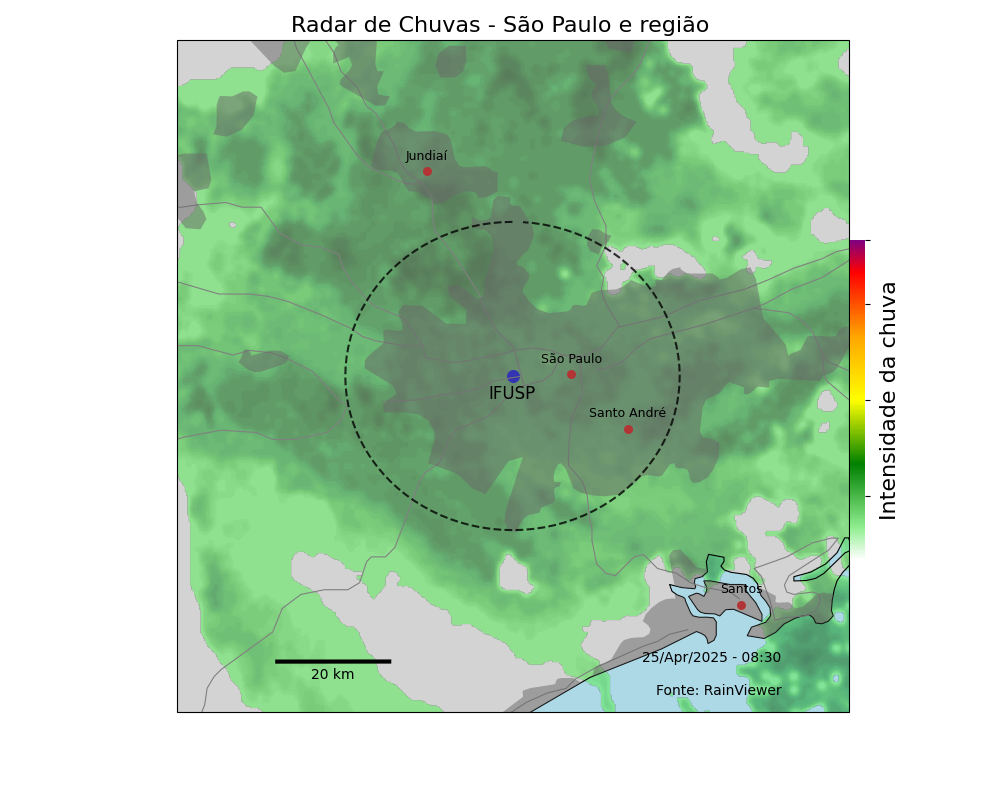 Radar de Chuvas - São Paulo e região
Jundiaí
São Paulo
IFUSP
Santo André
Intensidade da chuva
Santos
25/Apr/2025 - 08:30
20 km
Fonte: RainViewer